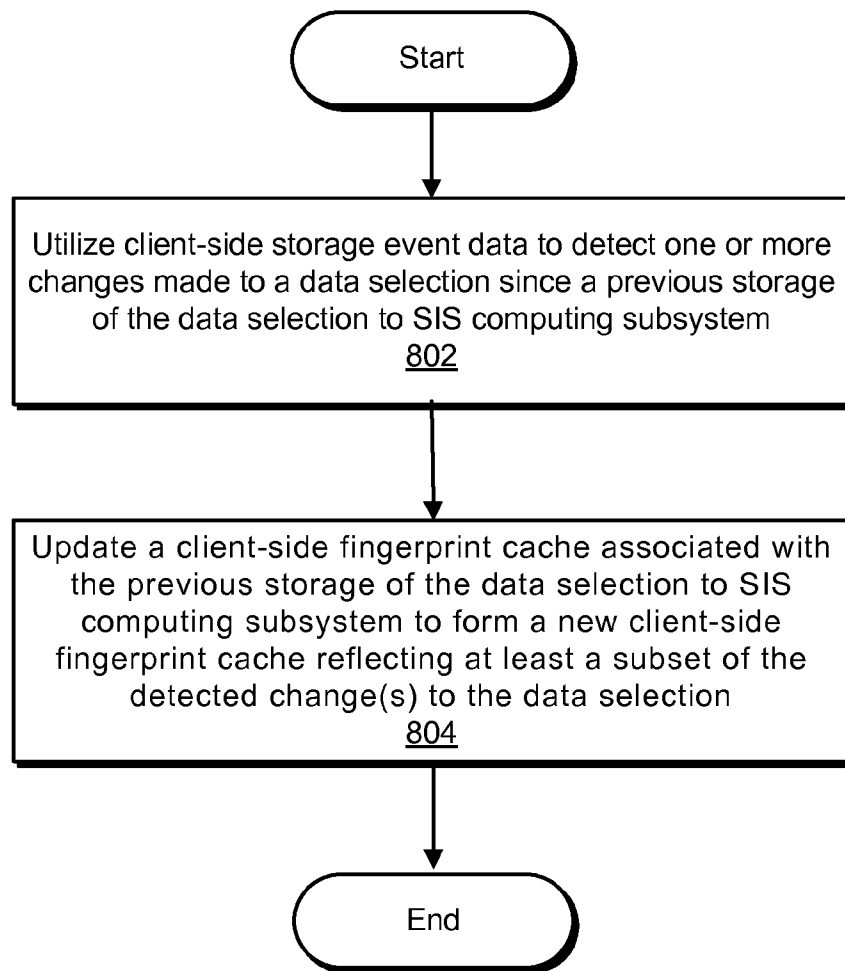 Start
Utilize client-side storage event data to detect one or more
changes made to a data selection since a previous storage
of the data selection to SIS computing subsystem
802
Update a client-side fingerprint cache associated with
the previous storage of the data selection to SIS
computing subsystem to form a new client-side
fingerprint cache reflecting at least a subset of the
detected change(s) to the data selection
804
End